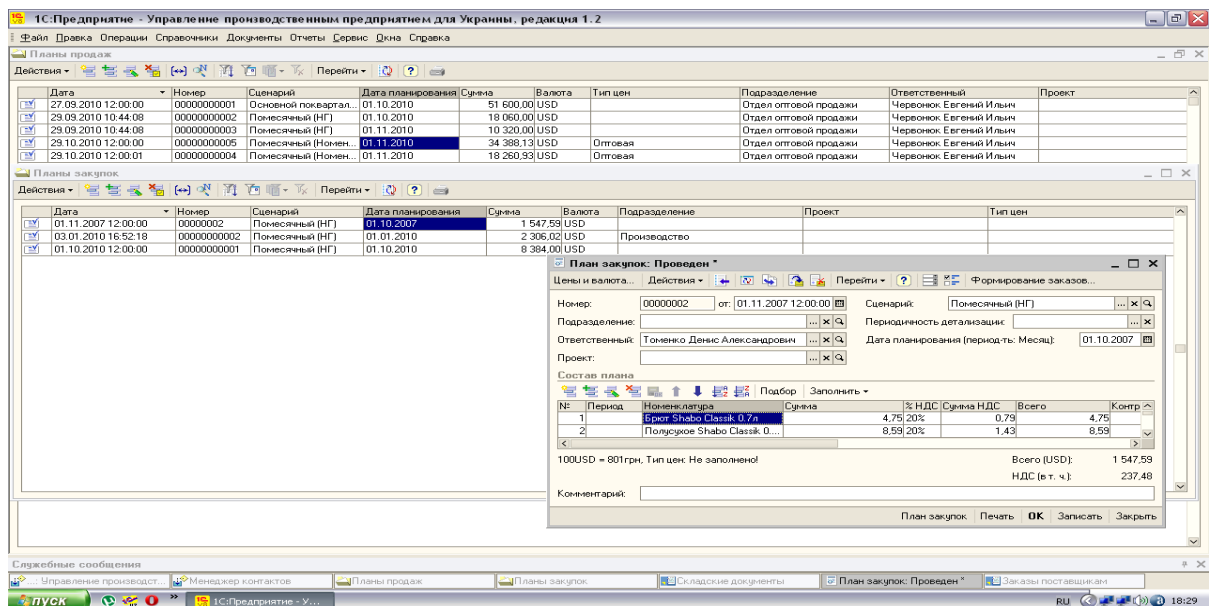 1С:Предприятие - Управление производственным предприятием для Украины, редакция 1.2
Файл Правка Операции Справочники Документы Отчеты Сервис Окна Справка
Планы продаж
Действия Перейти
Дата Номер Сценарий Дата планирования Сумма Валюта Тип цен Подразделение Ответственный Проект
27.09.2010 12:00:00 00000000001 Основной поквартал... 01.10.2010 51 600,00 USD Отдел оптовой продажи Червонюк Евгений Ильич
29.09.2010 10:44:08 00000000002 Помесячный (НГ) 01.10.2010 18 060,00 USD Отдел оптовой продажи Червонюк Евгений Ильич
29.09.2010 10:44:08 00000000003 Помесячный (НГ) 01.11.2010 10 320,00 USD Отдел оптовой продажи Червонюк Евгений Ильич
29.10.2010 12:00:00 00000000005 Помесячный (Номен... 01.11.2010 34 388,13 USD Оптовая Отдел оптовой продажи Червонюк Евгений Ильич
29.10.2010 12:00:01 00000000004 Помесячный (Номен... 01.11.2010 18 260,93 USD Оптовая Отдел оптовой продажи Червонюк Евгений Ильич
Планы закупок
Действия Перейти
Дата Номер Сценарий Дата планирования Сумма Валюта Подразделение Проект Тип цен
01.11.2007 12:00:00 00000002 Помесячный (НГ) 01.10.2007 1 547,59 USD
03.01.2010 16:52:18 00000000002 Помесячный (НГ) 01.01.2010 2 306,02 USD Производство
01.10.2010 12:00:00 00000000001 Помесячный (НГ) 01.10.2010 8 384,00 USD
План закупок: Проведен *
Цены и валюта... Действия Перейти Формирование заказов...
Номер: 00000002 от: 01.11.2007 12:00:00 Сценарий: Помесячный (НГ)
Подразделение: Периодичность детализации:
Ответственный: Томенко Денис Александрович Дата планирования (период-ть: Месяц): 01.10.2007
Проект:
Состав плана
Подбор Заполнить
№ Период Номенклатура Сумма % НДС Сумма НДС Всего Контр
1 Брют Shabo Classik 0.7л 4,75 20% 0,79 4,75
2 Полусухое Shabo Classik 0.... 8,59 20% 1,43 8,59
100USD = 801грн, Тип цен: Не заполнено! Всего (USD): 1 547,59
НДС (в т. ч.): 237,48
Комментарий:
План закупок Печать ОК Записать Закрыть
Служебные сообщения
...: Управление производст... Менеджер контактов Планы продаж Планы закупок Складские документы План закупок: Проведен * Заказы поставщикам
пуск 1С:Предприятие - У... RU 18:29